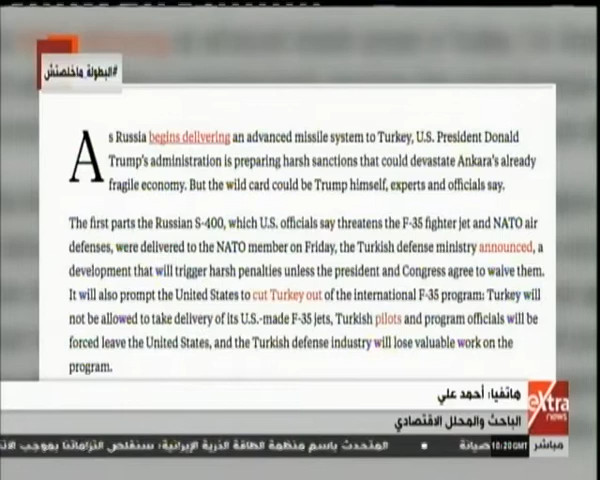 #البطولة_ماخلصتش
As Russia begins delivering an advanced missile system to Turkey, U.S. President Donald
Trump's administration is preparing harsh sanctions that could devastate Ankara's already
fragile economy. But the wild card could be Trump himself, experts and officials say.
The first parts the Russian S-400, which U.S. officials say threatens the F-35 fighter jet and NATO air
defenses, were delivered to the NATO member on Friday, the Turkish defense ministry announced, a
development that will trigger harsh penalties unless the president and Congress agree to waive them.
It will also prompt the United States to cut Turkey out of the international F-35 program: Turkey will
not be allowed to take delivery of its U.S.-made F-35 jets, Turkish pilots and program officials will be
forced leave the United States, and the Turkish defense industry will lose valuable work on the
program.
هاتفيا: أحمد علي
الباحث والمحلل الاقتصادي
eXtra
news
مباشر
10:20GMT
صيانة
المتحدث باسم منظمة الطاقة الذرية الإيرانية: سنقلص التزاماتنا بموجب الات